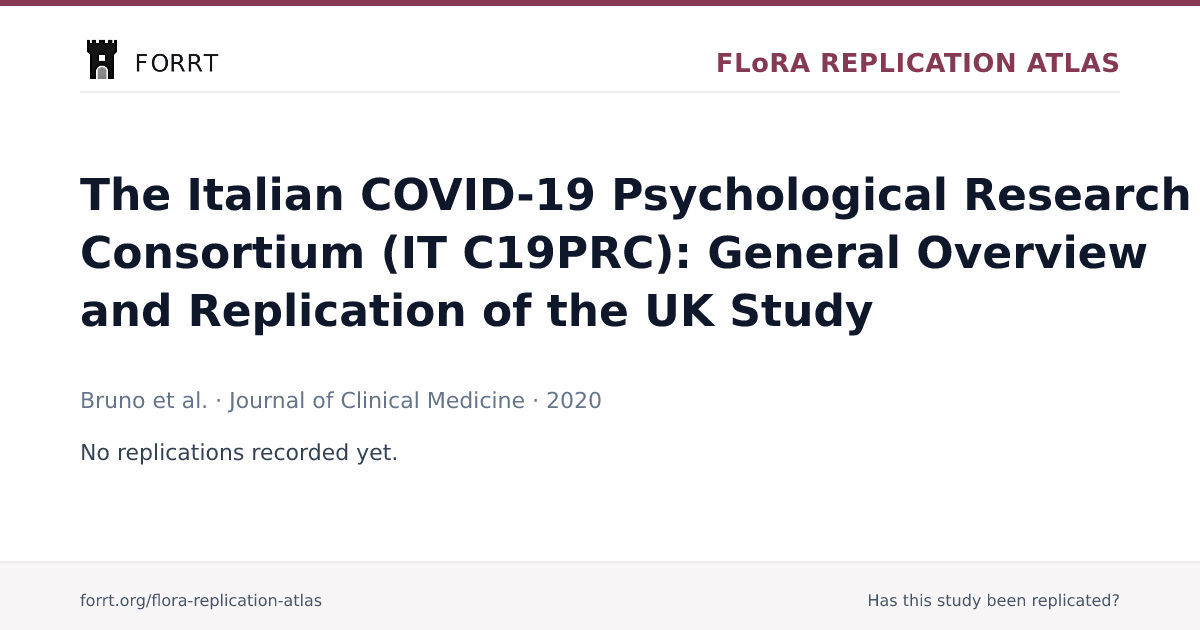 FORRT
FLoRA REPLICATION ATLAS
The Italian COVID-19 Psychological Research
Consortium (IT C19PRC): General Overview
and Replication of the UK Study
Bruno et al. · Journal of Clinical Medicine · 2020
No replications recorded yet.
forrt.org/flora-replication-atlas
Has this study been replicated?